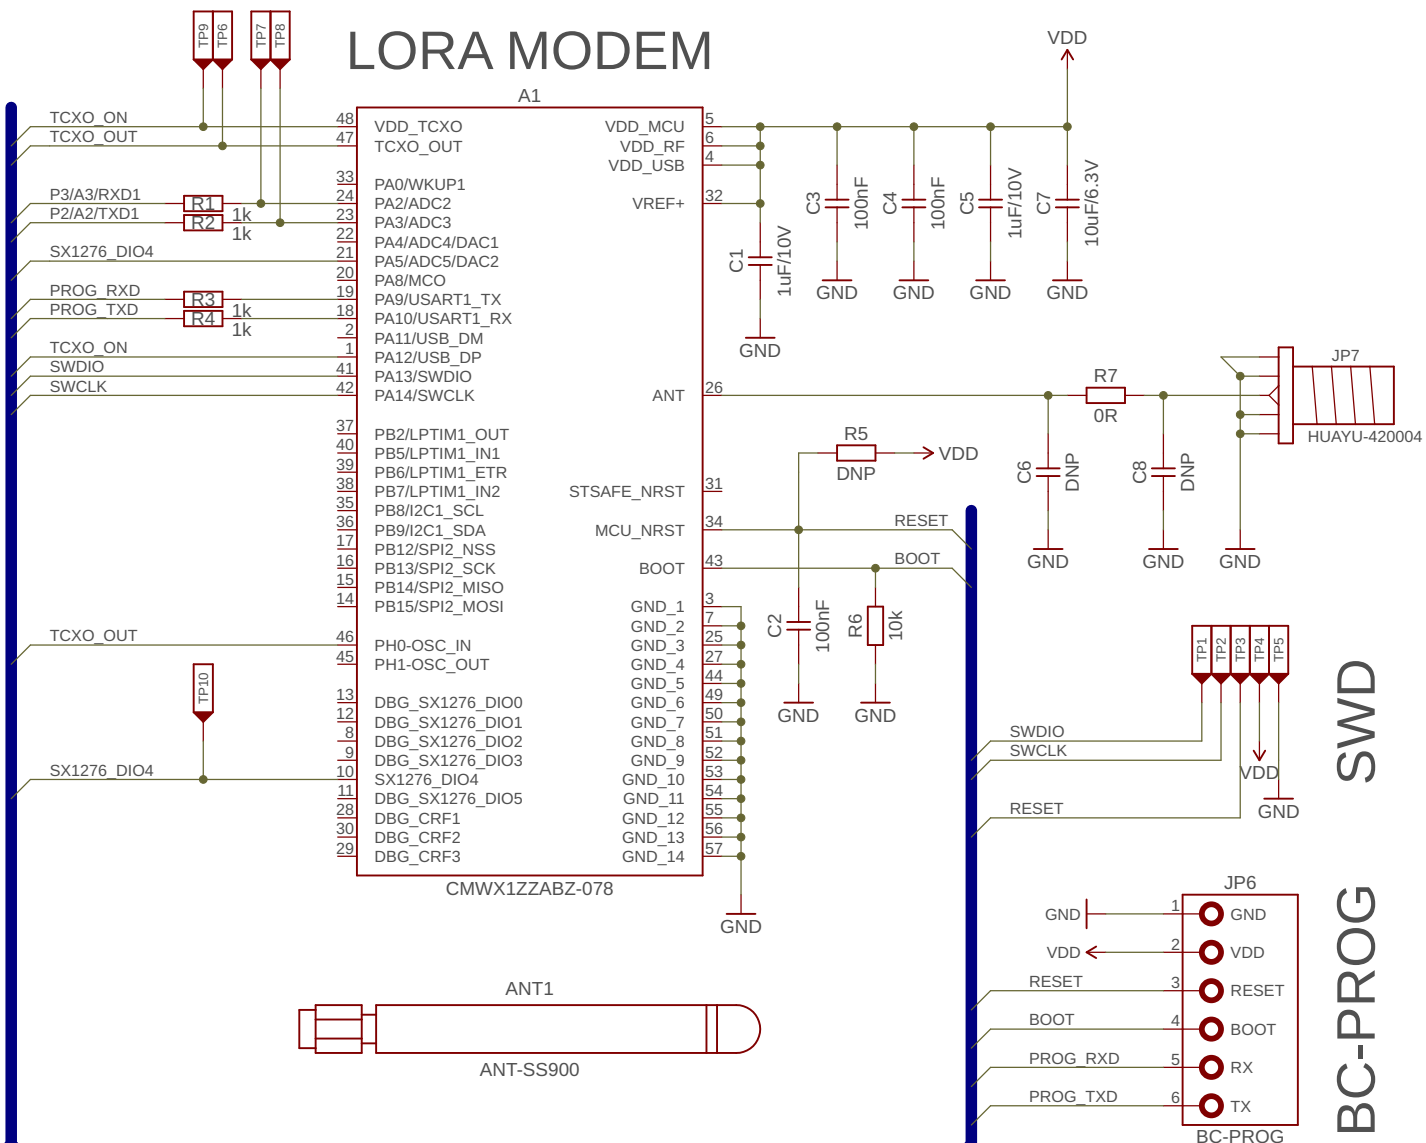 LORA MODEM
TP9
TP6
TP7
TP8
VDD
A1
TCXO_ON
TCXO_OUT
P3/A3/RXD1
P2/A2/TXD1
SX1276_DIO4
PROG_RXD
PROG_TXD
TCXO_ON
SWDIO
SWCLK
TCXO_OUT
SX1276_DIO4
R1
1k
R2
1k
R3
1k
R4
1k
TP10
48 VDD_TCXO
47 TCXO_OUT
33 PA0/WKUP1
24 PA2/ADC2
23 PA3/ADC3
22 PA4/ADC4/DAC1
21 PA5/ADC5/DAC2
20 PA8/MCO
19 PA9/USART1_TX
18 PA10/USART1_RX
2 PA11/USB_DM
1 PA12/USB_DP
41 PA13/SWDIO
42 PA14/SWCLK
37 PB2/LPTIM1_OUT
40 PB5/LPTIM1_IN1
39 PB6/LPTIM1_ETR
38 PB7/LPTIM1_IN2
35 PB8/I2C1_SCL
36 PB9/I2C1_SDA
17 PB12/SPI2_NSS
16 PB13/SPI2_SCK
15 PB14/SPI2_MISO
14 PB15/SPI2_MOSI
46 PH0-OSC_IN
45 PH1-OSC_OUT
13 DBG_SX1276_DIO0
12 DBG_SX1276_DIO1
8 DBG_SX1276_DIO2
9 DBG_SX1276_DIO3
10 SX1276_DIO4
11 DBG_SX1276_DIO5
28 DBG_CRF1
30 DBG_CRF2
29 DBG_CRF3
VDD_MCU 5
VDD_RF 6
VDD_USB 4
VREF+ 32
ANT 26
STSAFE_NRST 31
MCU_NRST 34
BOOT 43
GND_1 3
GND_2 7
GND_3 25
GND_4 27
GND_5 44
GND_6 49
GND_7 50
GND_8 51
GND_9 52
GND_10 53
GND_11 54
GND_12 55
GND_13 56
GND_14 57
CMWX1ZZABZ-078
GND
C1
1uF/10V
GND
C3
100nF
GND
C4
100nF
GND
C5
1uF/10V
GND
C7
10uF/6.3V
GND
R5
DNP
VDD
RESET
BOOT
C2
100nF
GND
R6
10k
GND
R7
0R
C6
DNP
GND
C8
DNP
GND
JP7
HUAYU-420004
GND
TP1
TP2
TP3
TP4
TP5
SWDIO
SWCLK
RESET
VDD
GND
SWD
JP6
GND 1 GND
VDD 2 VDD
RESET 3 RESET
BOOT 4 BOOT
PROG_RXD 5 RX
PROG_TXD 6 TX
BC-PROG
BC-PROG
ANT1
ANT-SS900